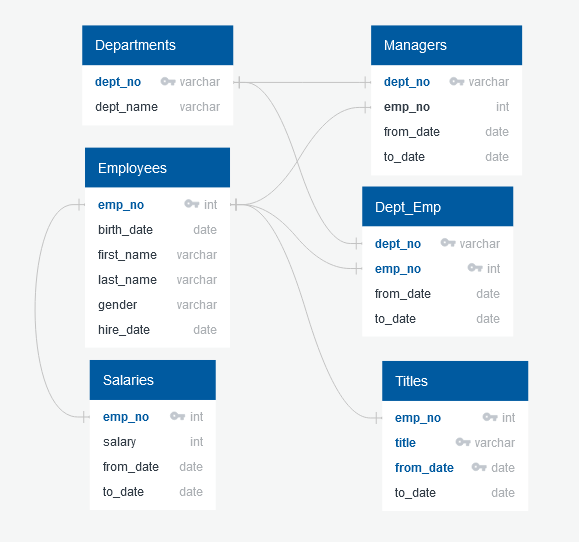 Departments
dept_no varchar
dept_name varchar
Managers
dept_no varchar
emp_no int
from_date date
to_date date
Employees
emp_no int
birth_date date
first_name varchar
last_name varchar
gender varchar
hire_date date
Dept_Emp
dept_no varchar
emp_no int
from_date date
to_date date
Salaries
emp_no int
salary int
from_date date
to_date date
Titles
emp_no int
title varchar
from_date date
to_date date